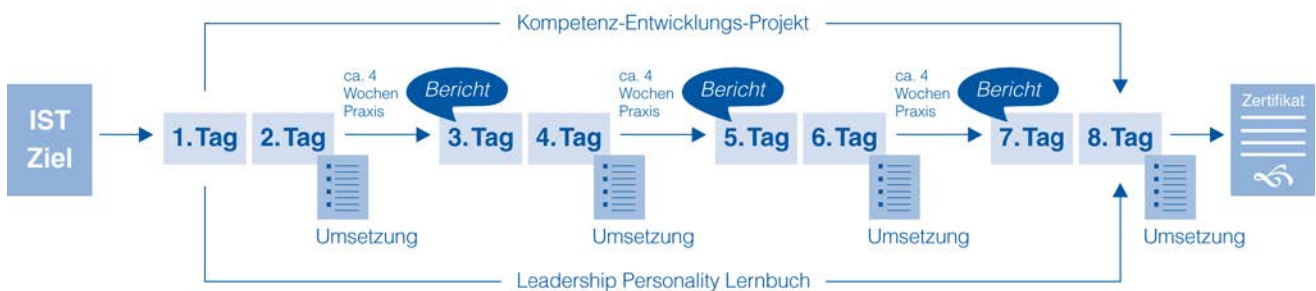 Kompetenz-Entwicklungs-Projekt
IST
Ziel
1. Tag
2. Tag
Umsetzung
ca. 4
Wochen
Praxis
Bericht
3. Tag
4. Tag
Umsetzung
ca. 4
Wochen
Praxis
Bericht
5. Tag
6. Tag
Umsetzung
ca. 4
Wochen
Praxis
Bericht
7. Tag
8. Tag
Umsetzung
Zertifikat
Leadership Personality Lernbuch